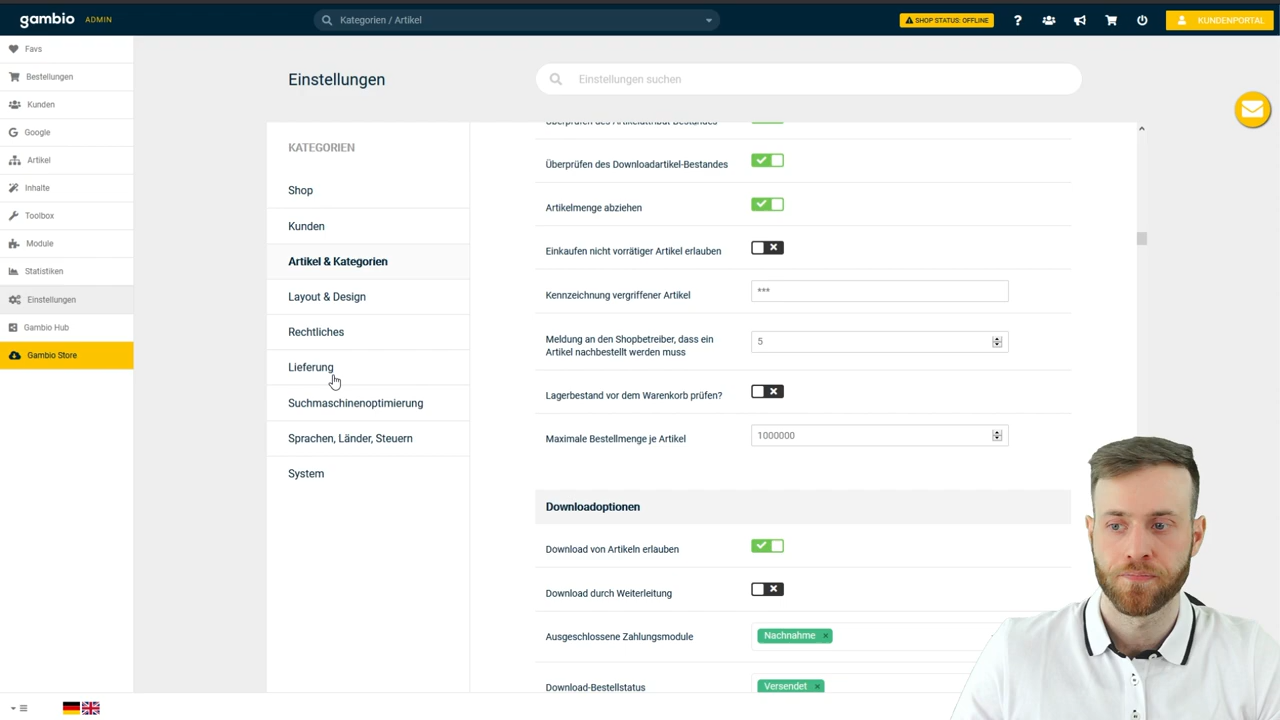 gambio ADMIN
Kategorien / Artikel
SHOP STATUS: OFFLINE
?
KUNDENPORTAL
Favs
Bestellungen
Kunden
Google
Artikel
Inhalte
Toolbox
Module
Statistiken
Einstellungen
Gambio Hub
Gambio Store
Einstellungen
Einstellungen suchen
KATEGORIEN
Shop
Kunden
Artikel & Kategorien
Layout & Design
Rechtliches
Lieferung
Suchmaschinenoptimierung
Sprachen, Länder, Steuern
System
Überprüfen des Artikelattribut-Bestandes
Überprüfen des Downloadartikel-Bestandes
Artikelmenge abziehen
Einkaufen nicht vorrätiger Artikel erlauben
Kennzeichnung vergriffener Artikel
***
Meldung an den Shopbetreiber, dass ein
Artikel nachbestellt werden muss
5
Lagerbestand vor dem Warenkorb prüfen?
Maximale Bestellmenge je Artikel
1000000
Downloadoptionen
Download von Artikeln erlauben
Download durch Weiterleitung
Ausgeschlossene Zahlungsmodule
Nachnahme ×
Download-Bestellstatus
Versendet ×